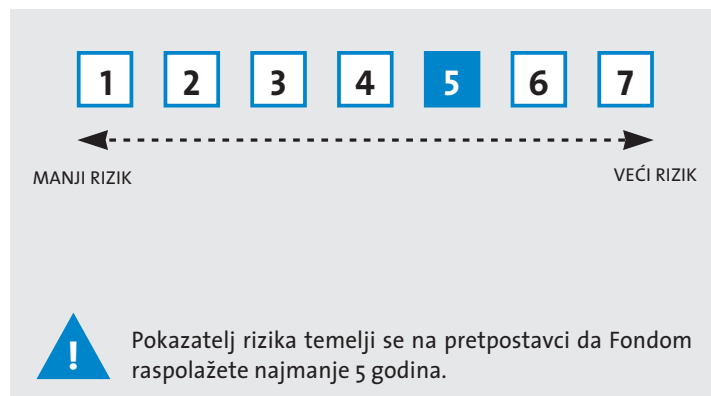 1 2 3 4 5 6 7
MANJI RIZIK VEĆI RIZIK
!
Pokazatelj rizika temelji se na pretpostavci da Fondom
raspolažete najmanje 5 godina.